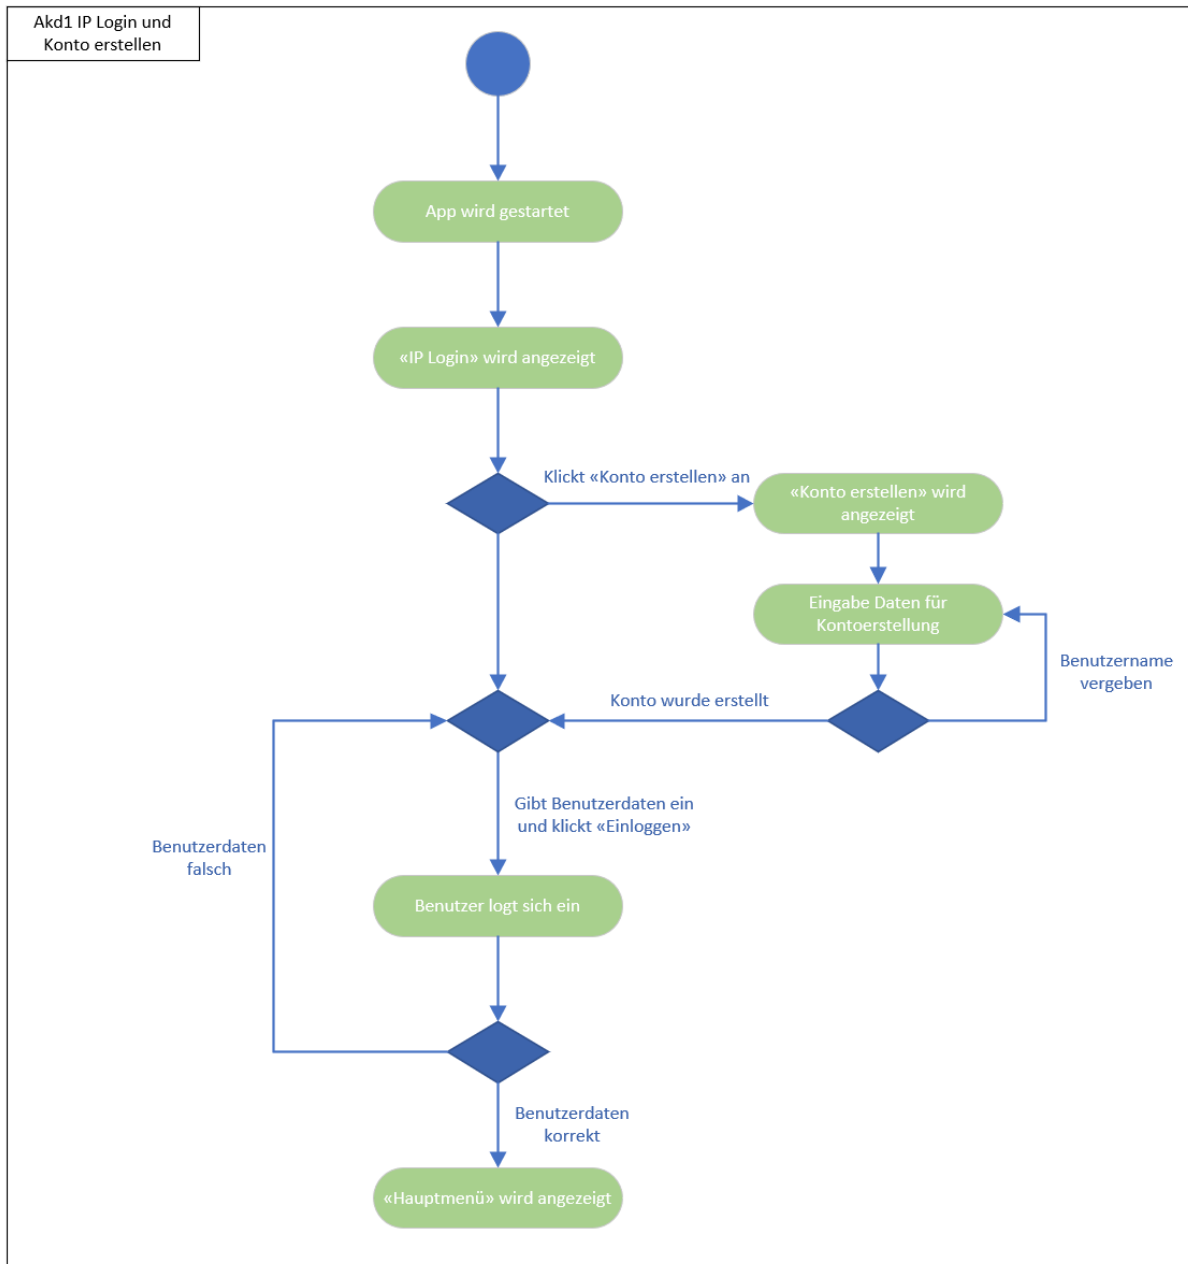 Akd1 IP Login und
Konto erstellen
App wird gestartet
«IP Login» wird angezeigt
Klickt «Konto erstellen» an
«Konto erstellen» wird
angezeigt
Eingabe Daten für
Kontoerstellung
Benutzername
vergeben
Konto wurde erstellt
Gibt Benutzerdaten ein
und klickt «Einloggen»
Benutzerdaten
falsch
Benutzer logt sich ein
Benutzerdaten
korrekt
«Hauptmenü» wird angezeigt